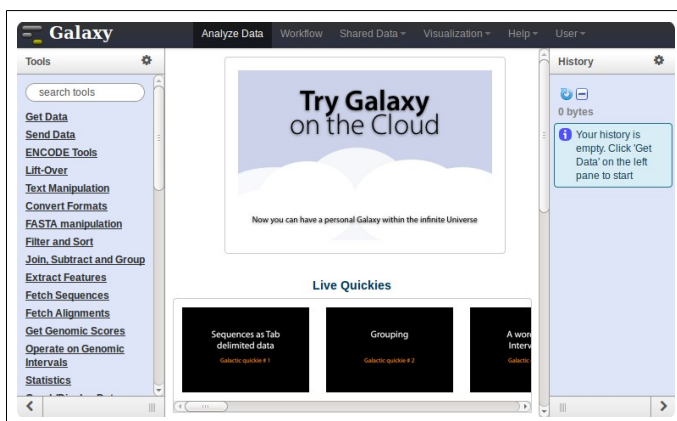 Galaxy
Analyze Data Workflow Shared Data Visualization Help User
Tools
search tools
Get Data
Send Data
ENCODE Tools
Lift-Over
Text Manipulation
Convert Formats
FASTA manipulation
Filter and Sort
Join, Subtract and Group
Extract Features
Fetch Sequences
Fetch Alignments
Get Genomic Scores
Operate on Genomic
Intervals
Statistics
Try Galaxy
on the Cloud
Now you can have a personal Galaxy within the infinite Universe
Live Quickies
Sequences as Tab
delimited data
Galactic quickie # 1
Grouping
Galactic quickie # 2
A wor
Interv
Galactic
History
0 bytes
Your history is
empty. Click 'Get
Data' on the left
pane to start